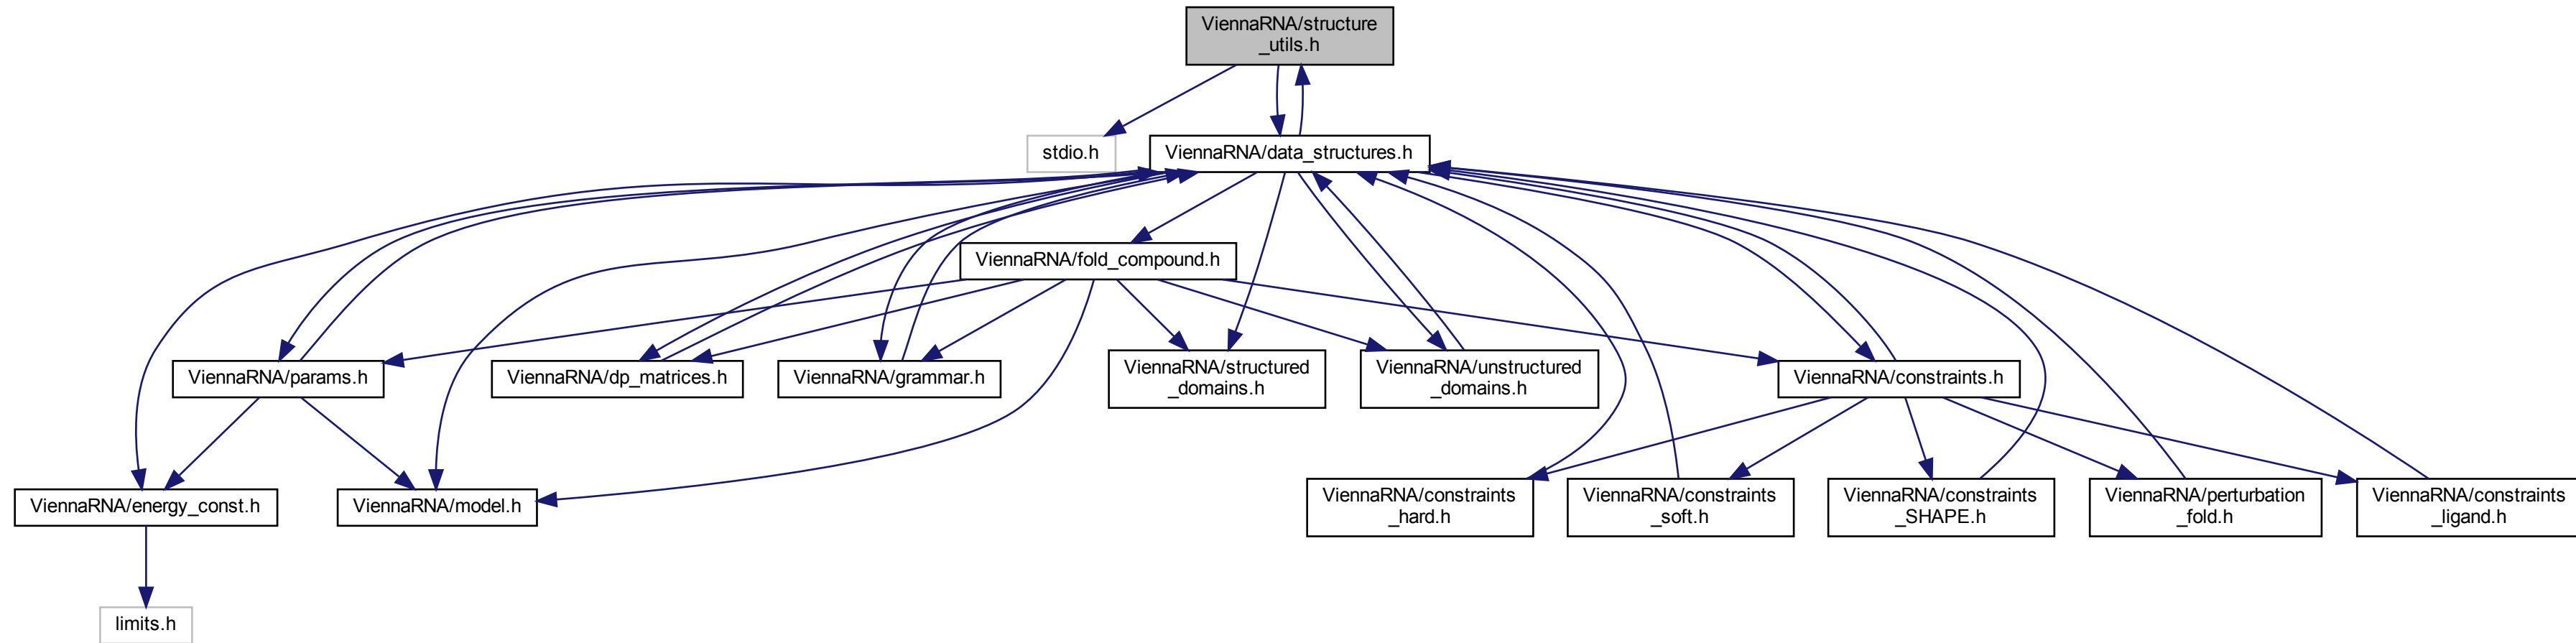 ViennaRNA/structure
_utils.h
stdio.h
ViennaRNA/data_structures.h
ViennaRNA/fold_compound.h
ViennaRNA/params.h
ViennaRNA/dp_matrices.h
ViennaRNA/grammar.h
ViennaRNA/structured
_domains.h
ViennaRNA/unstructured
_domains.h
ViennaRNA/constraints.h
ViennaRNA/energy_const.h
ViennaRNA/model.h
ViennaRNA/constraints
_hard.h
ViennaRNA/constraints
_soft.h
ViennaRNA/constraints
_SHAPE.h
ViennaRNA/perturbation
_fold.h
ViennaRNA/constraints
_ligand.h
limits.h